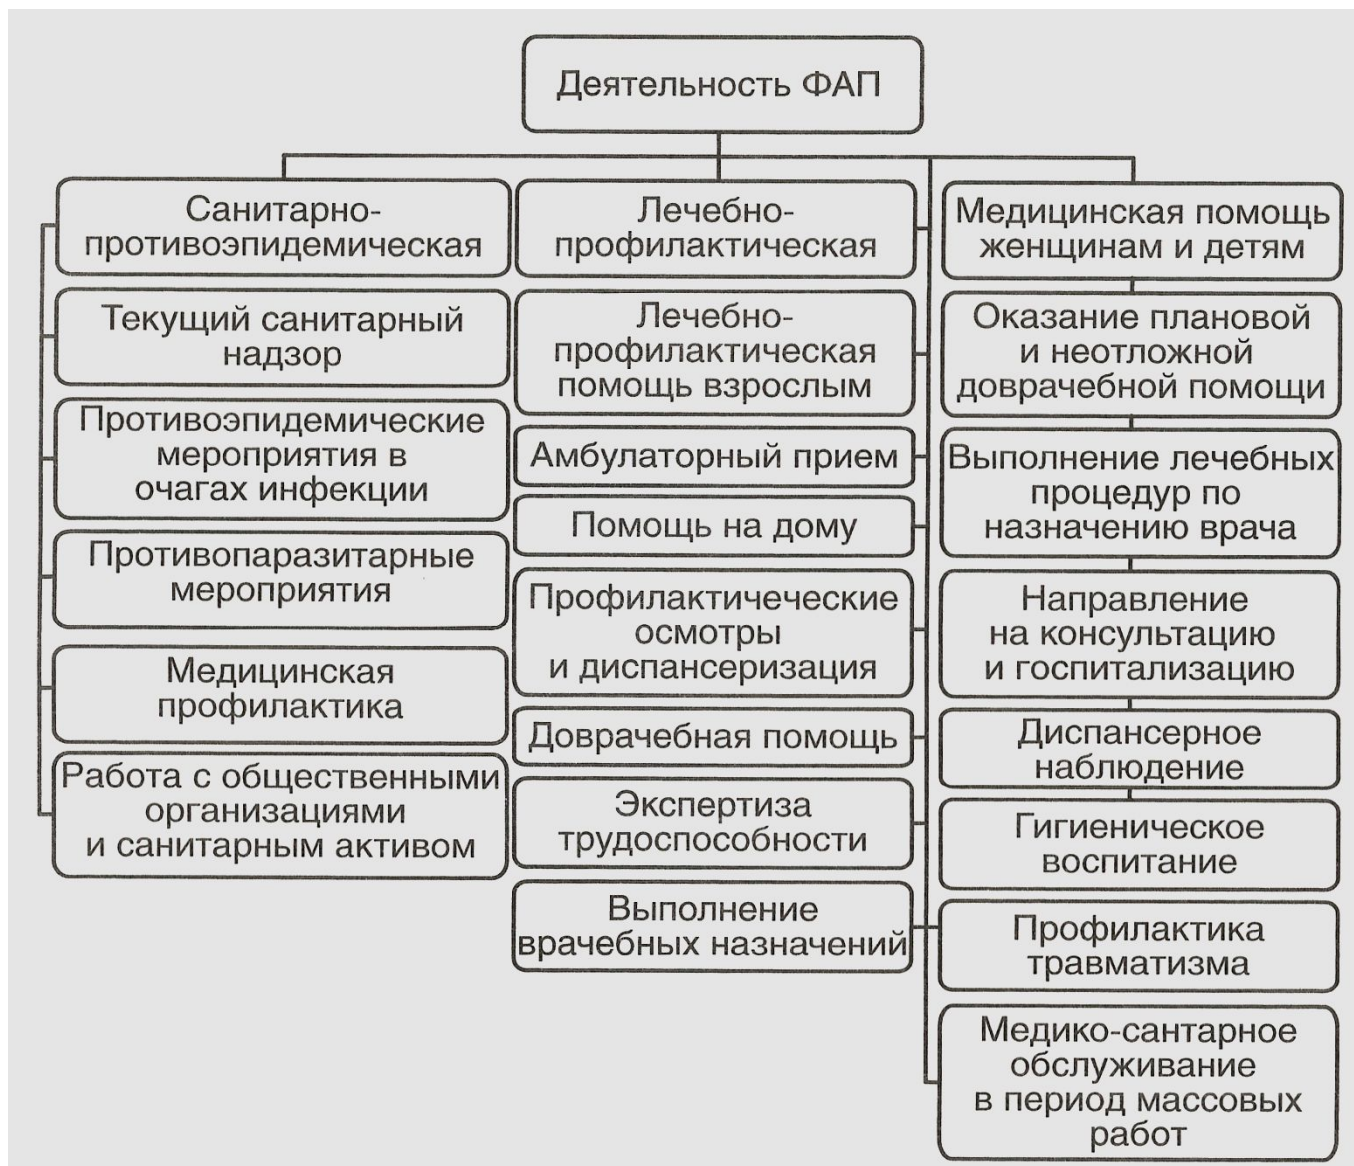 Деятельность ФАП
Санитарно-
противоэпидемическая
Текущий санитарный
надзор
Противоэпидемические
мероприятия в
очагах инфекции
Противопаразитарные
мероприятия
Медицинская
профилактика
Работа с общественными
организациями
и санитарным активом
Лечебно-
профилактическая
Лечебно-
профилактическая
помощь взрослым
Амбулаторный прием
Помощь на дому
Профилактичеческие
осмотры
и диспансеризация
Доврачебная помощь
Экспертиза
трудоспособности
Выполнение
врачебных назначений
Медицинская помощь
женщинам и детям
Оказание плановой
и неотложной
доврачебной помощи
Выполнение лечебных
процедур по
назначению врача
Направление
на консультацию
и госпитализацию
Диспансерное
наблюдение
Гигиеническое
воспитание
Профилактика
травматизма
Медико-сантарное
обслуживание
в период массовых
работ